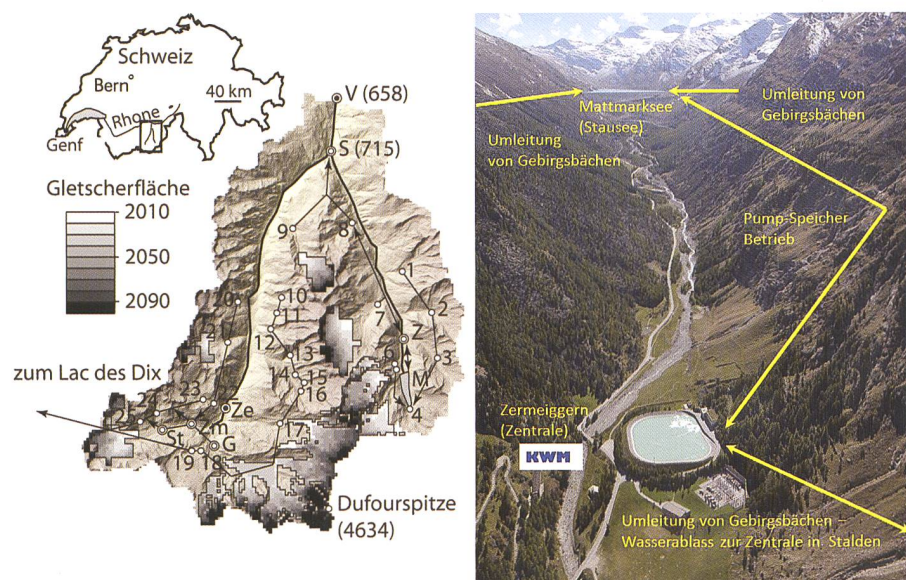 Schweiz
Bern
40 km
Rhone
Genf
V (658)
S (715)
Gletscherfläche
2010
2050
2090
9
8
1
10
20
11
7
2
21
12
Z
13
6
3
zum Lac des Dix
14
15
M
16
23
4
Ze
25
Zm
17
St
G
19
18
Dufourspitze
(4634)
Mattmarksee
(Stausee)
Umleitung von
Gebirgsbächen
Umleitung
von Gebirgsbächen
Pump-Speicher
Betrieb
Zermeiggern
(Zentrale)
KWM
Umleitung von Gebirgsbächen –
Wasserablass zur Zentrale in Stalden